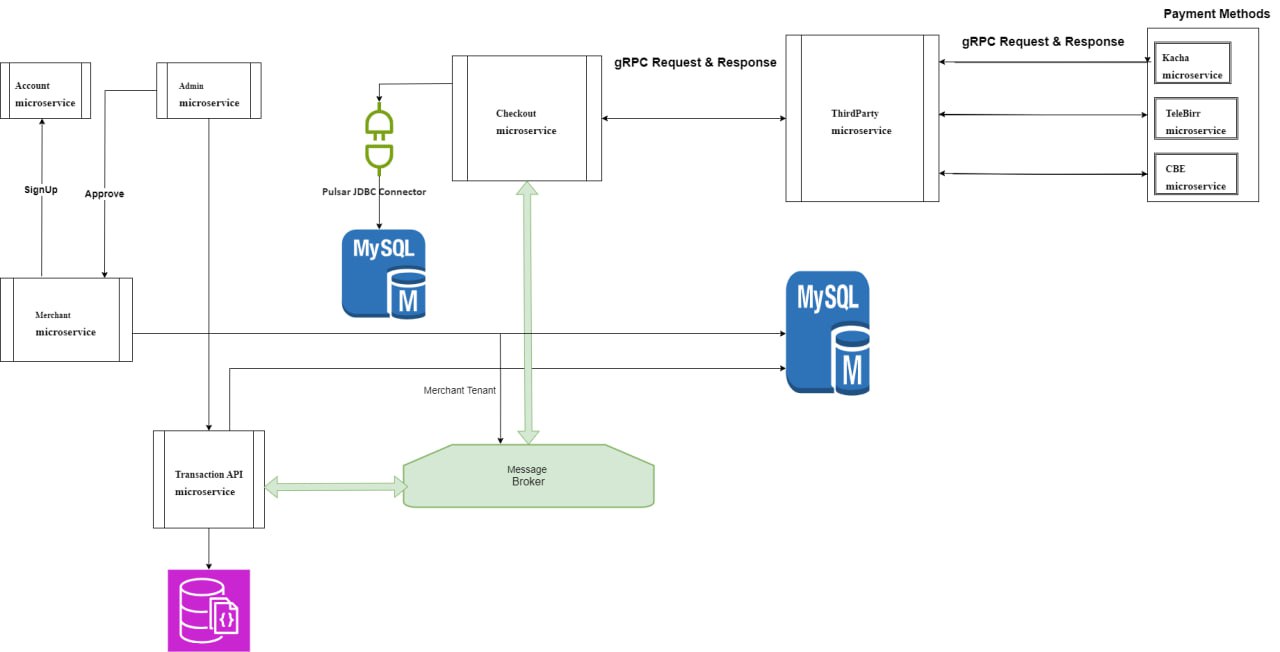 Payment Methods
gRPC Request & Response
gRPC Request & Response
Kacha
microservice
Account
microservice
Admin
microservice
Checkout
microservice
ThirdParty
microservice
TeleBirr
microservice
CBE
microservice
SignUp
Approve
Pulsar JDBC Connector
MySQL
M
MySQL
M
Merchant
microservice
Merchant Tenant
Transaction API
microservice
Message
Broker
{}